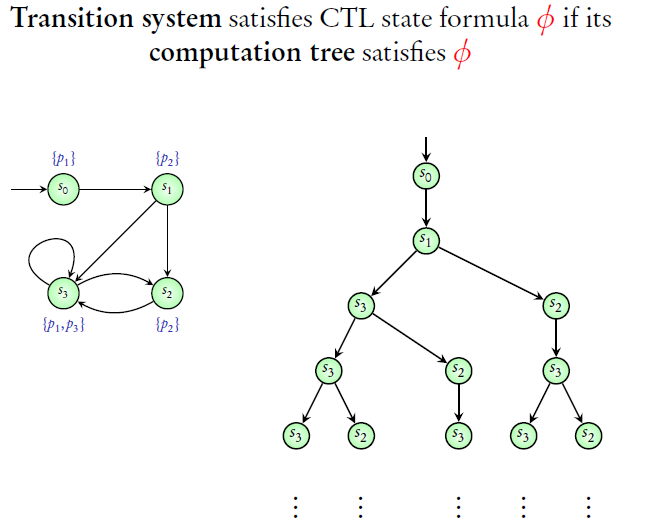 Transition system satisfies CTL state formula ϕ if its
computation tree satisfies ϕ
{p₁} {p₂}
s₀ s₁
s₃ s₂
{p₁,p₃} {p₂}
s₀
s₁
s₃ s₂
s₃ s₂ s₃
s₃ s₂ s₃ s₃ s₂
⋮ ⋮ ⋮ ⋮ ⋮